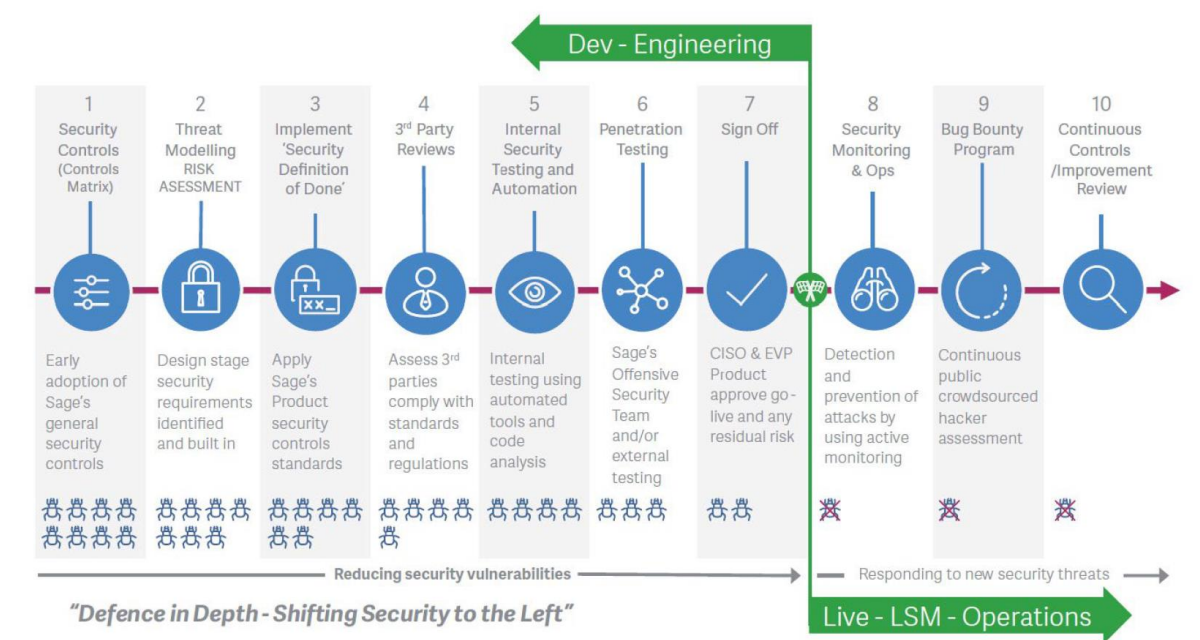 Dev - Engineering
1
Security
Controls
(Controls
Matrix)
2
Threat
Modelling
RISK
ASESSMENT
3
Implement
‘Security
Definition
of Done’
4
3rd Party
Reviews
5
Internal
Security
Testing and
Automation
6
Penetration
Testing
7
Sign Off
8
Security
Monitoring
& Ops
9
Bug Bounty
Program
10
Continuous
Controls
/Improvement
Review
XX_
Early
adoption of
Sage’s
general
security
controls
Design stage
security
requirements
identified
and built in
Apply
Sage’s
Product
security
controls
standards
Assess 3rd
parties
comply with
standards
and
regulations
Internal
testing using
automated
tools and
code
analysis
Sage’s
Offensive
Security
Team
and/or
external
testing
CISO & EVP
Product
approve go-
live and any
residual risk
Detection
and
prevention of
attacks by
using active
monitoring
Continuous
public
crowdsourced
hacker
assessment
Reducing security vulnerabilities
Responding to new security threats
“Defence in Depth - Shifting Security to the Left”
Live - LSM - Operations